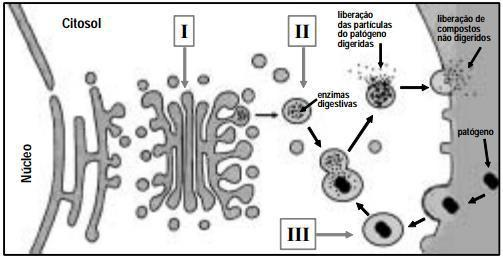 Citosol
I
II
liberação
das partículas
do patógeno
digeridas
liberação de
compostos
não digeridos
enzimas
digestivas
patógeno
Núcleo
III